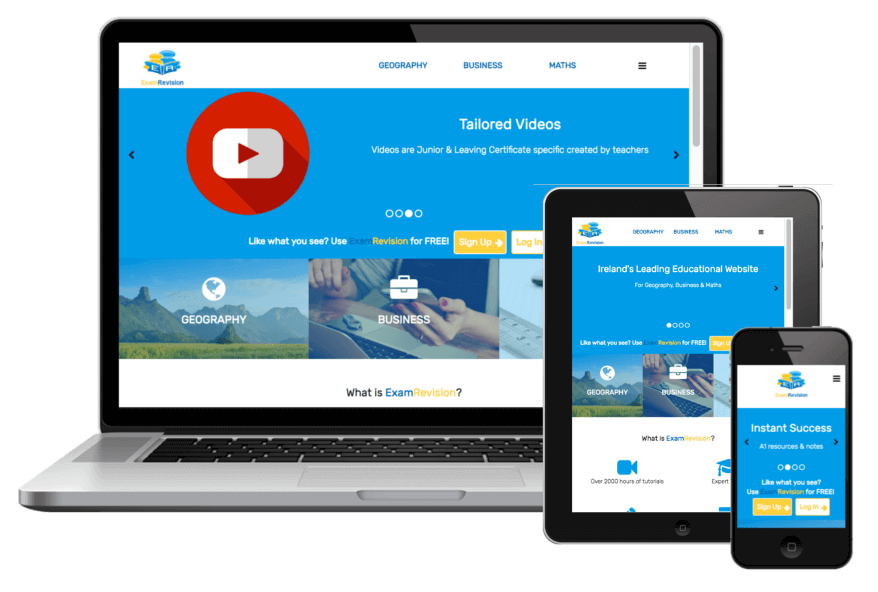 GEOGRAPHY BUSINESS MATHS
ExamRevision
Tailored Videos
Videos are Junior & Leaving Certificate specific created by teachers
Like what you see? Use ExamRevision for FREE! Sign Up Log In
GEOGRAPHY BUSINESS
What is ExamRevision?
GEOGRAPHY BUSINESS MATHS
ExamRevision
Ireland's Leading Educational Website
For Geography, Business & Maths
Like what you see? Use ExamRevision for FREE! Sign U
GEOGRAPHY BUSINESS
What is ExamRevision?
Over 2000 hours of tutorials Expert
ExamRevision
Instant Success
A1 resources & notes
Like what you see?
Use ExamRevision for FREE!
Sign Up Log In